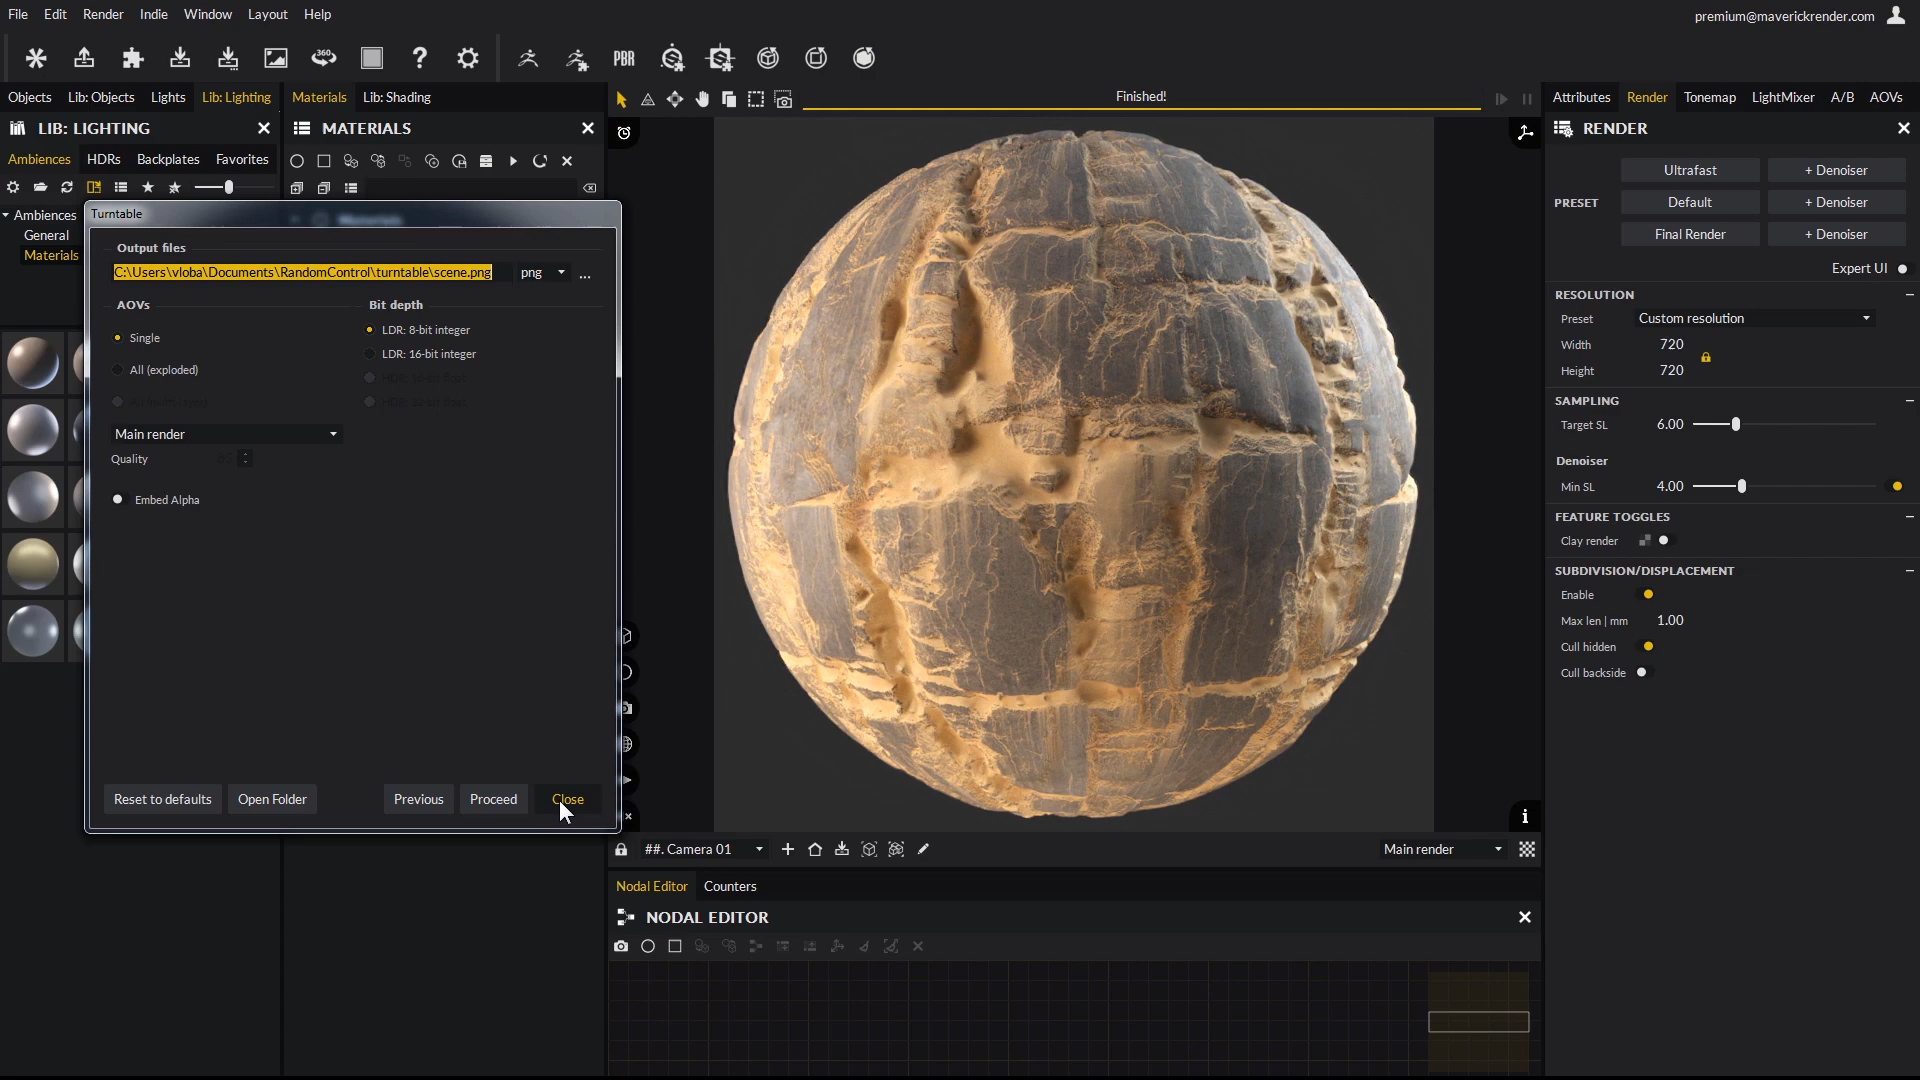 File Edit Render Indie Window Layout Help
premium@maverickrender.com
360° ? PBR
Objects Lib: Objects Lights Lib: Lighting
Materials Lib: Shading
Finished!
Attributes Render Tonemap LightMixer A/B AOVs
LIB: LIGHTING
MATERIALS
RENDER
Ambiences HDRs Backplates Favorites
Ultrafast + Denoiser
PRESET Default + Denoiser
Final Render + Denoiser
Expert UI
Ambiences
General
Materials
Turntable
Materials
Output files
C:\Users\vloba\Documents\RandomControl\turntable\scene.png png ...
AOVs
Bit depth
Single
All (exploded)
LDR: 8-bit integer
LDR: 16-bit integer
Main render
Quality
Embed Alpha
Reset to defaults Open Folder Previous Proceed Close
RESOLUTION
Preset Custom resolution
Width 720
Height 720
SAMPLING
Target SL 6.00
Denoiser
Min SL 4.00
FEATURE TOGGLES
Clay render
SUBDIVISION/DISPLACEMENT
Enable
Max len | mm 1.00
Cull hidden
Cull backside
##. Camera 01
Main render
Nodal Editor Counters
NODAL EDITOR